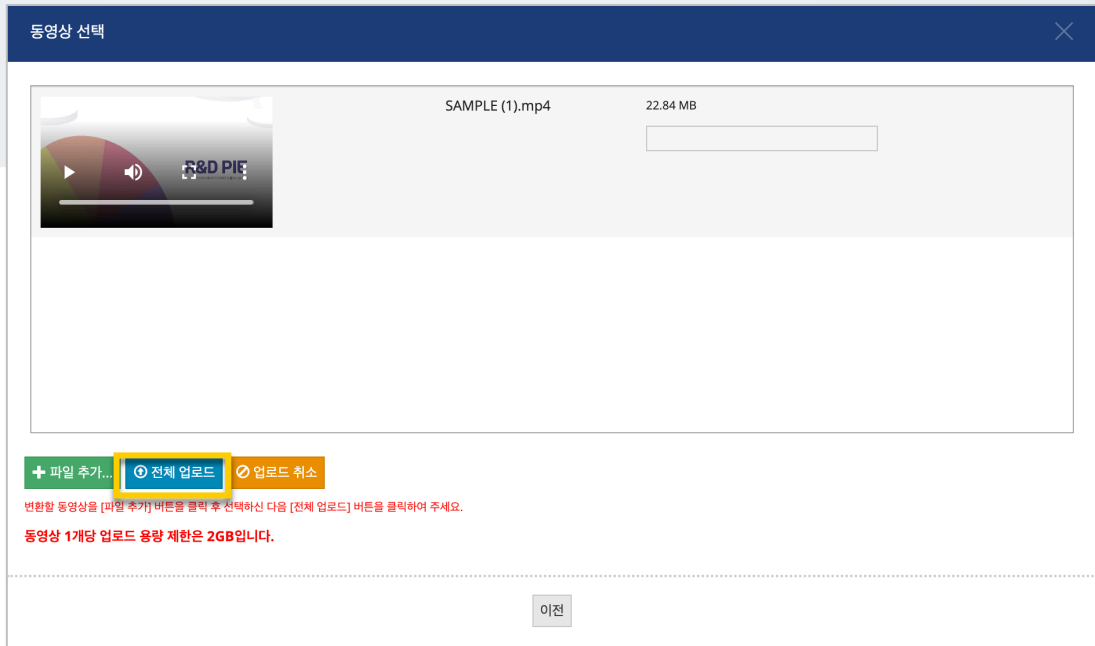 동영상 선택
SAMPLE (1).mp4
22.84 MB
R&D PIE
파일 추가...
전체 업로드
업로드 취소
변환할 동영상을 [파일 추가] 버튼을 클릭 후 선택하신 다음 [전체 업로드] 버튼을 클릭하여 주세요.
동영상 1개당 업로드 용량 제한은 2GB입니다.
이전